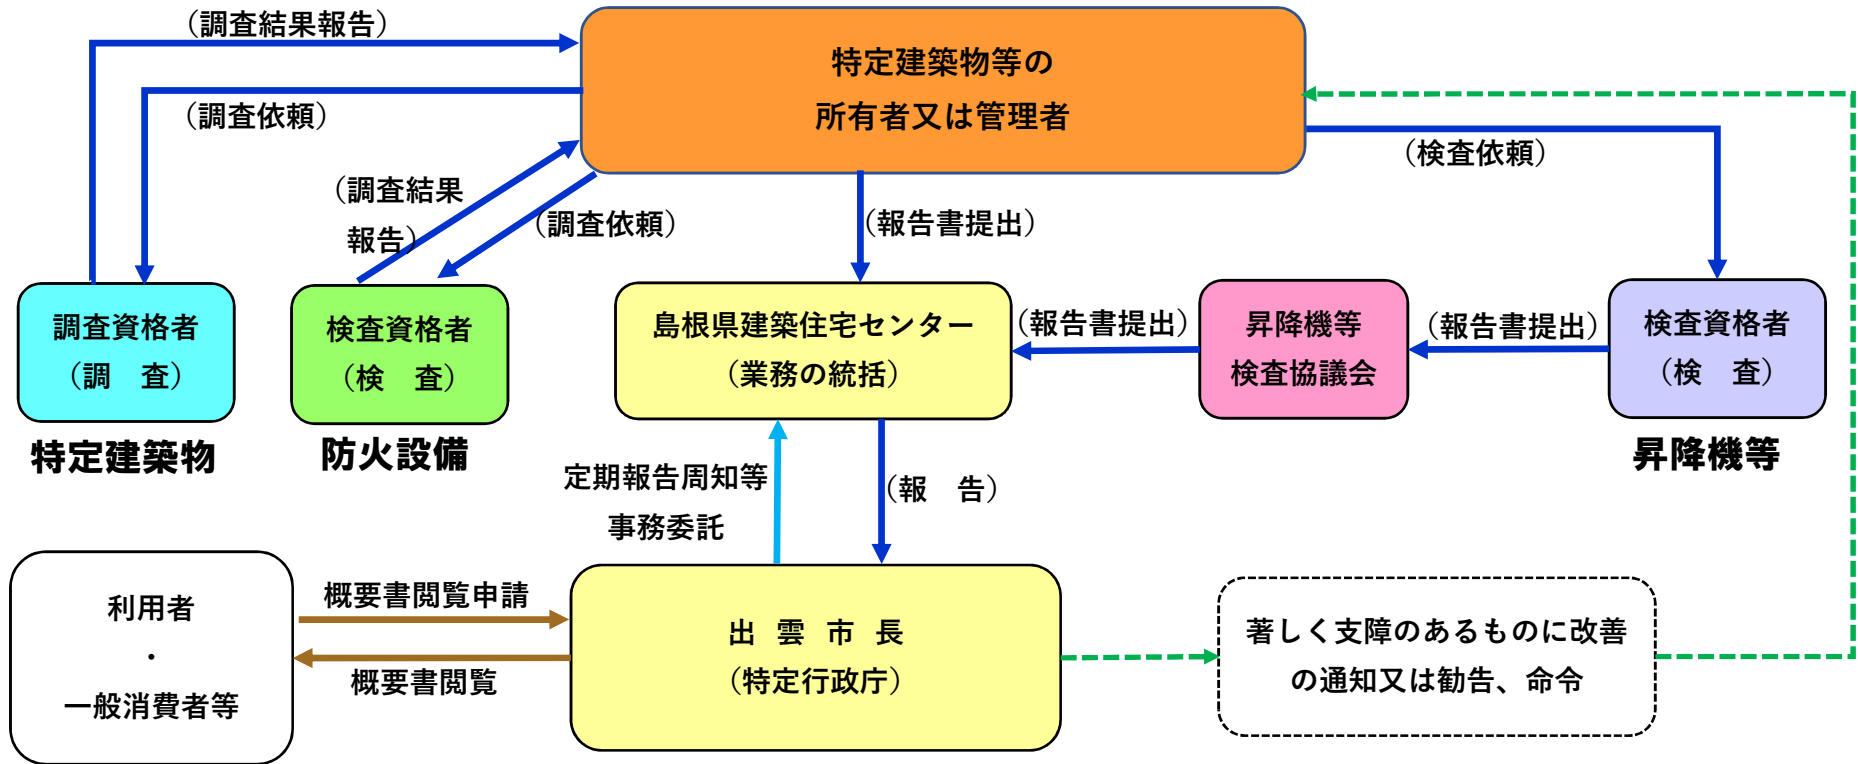 （調査結果報告）
特定建築物等の
所有者又は管理者
（調査依頼）
（検査依頼）
（調査結果
報告）
（調査依頼）
（報告書提出）
調査資格者
（調　査）
特定建築物
検査資格者
（検　査）
防火設備
島根県建築住宅センター
（業務の統括）
（報告書提出）
昇降機等
検査協議会
（報告書提出）
検査資格者
（検　査）
昇降機等
定期報告周知等
事務委託
（報　告）
利用者
・
一般消費者等
概要書閲覧申請
概要書閲覧
出 雲 市 長
（特定行政庁）
著しく支障のあるものに改善
の通知又は勧告、命令